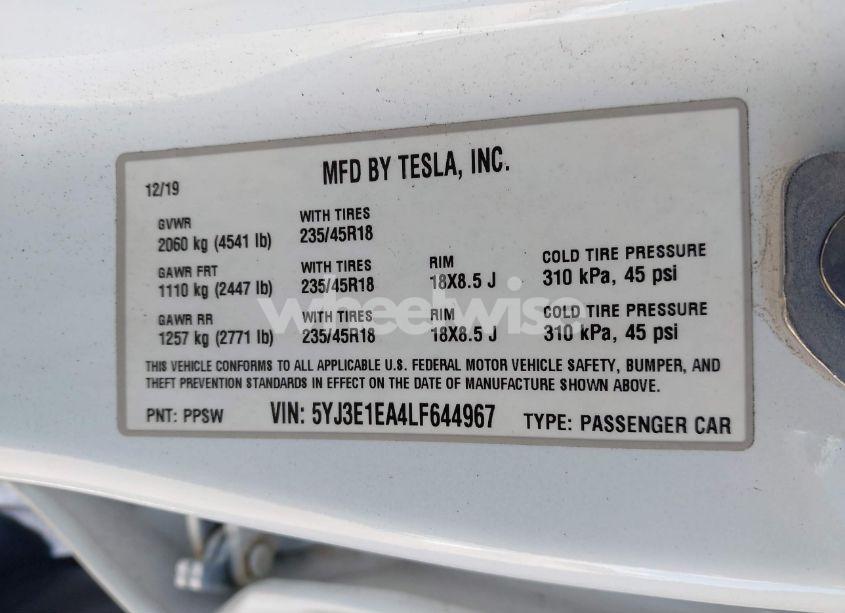 MFD BY TESLA, INC.
12/19
GVWR WITH TIRES
2060 kg (4541 lb) 235/45R18
GAWR FRT WITH TIRES RIM COLD TIRE PRESSURE
1110 kg (2447 lb) 235/45R18 18X8.5 J 310 kPa, 45 psi
GAWR RR WITH TIRES RIM COLD TIRE PRESSURE
1257 kg (2771 lb) 235/45R18 18X8.5 J 310 kPa, 45 psi
wheelwise
THIS VEHICLE CONFORMS TO ALL APPLICABLE U.S. FEDERAL MOTOR VEHICLE SAFETY, BUMPER, AND
THEFT PREVENTION STANDARDS IN EFFECT ON THE DATE OF MANUFACTURE SHOWN ABOVE.
PNT: PPSW VIN: 5YJ3E1EA4LF644967 TYPE: PASSENGER CAR